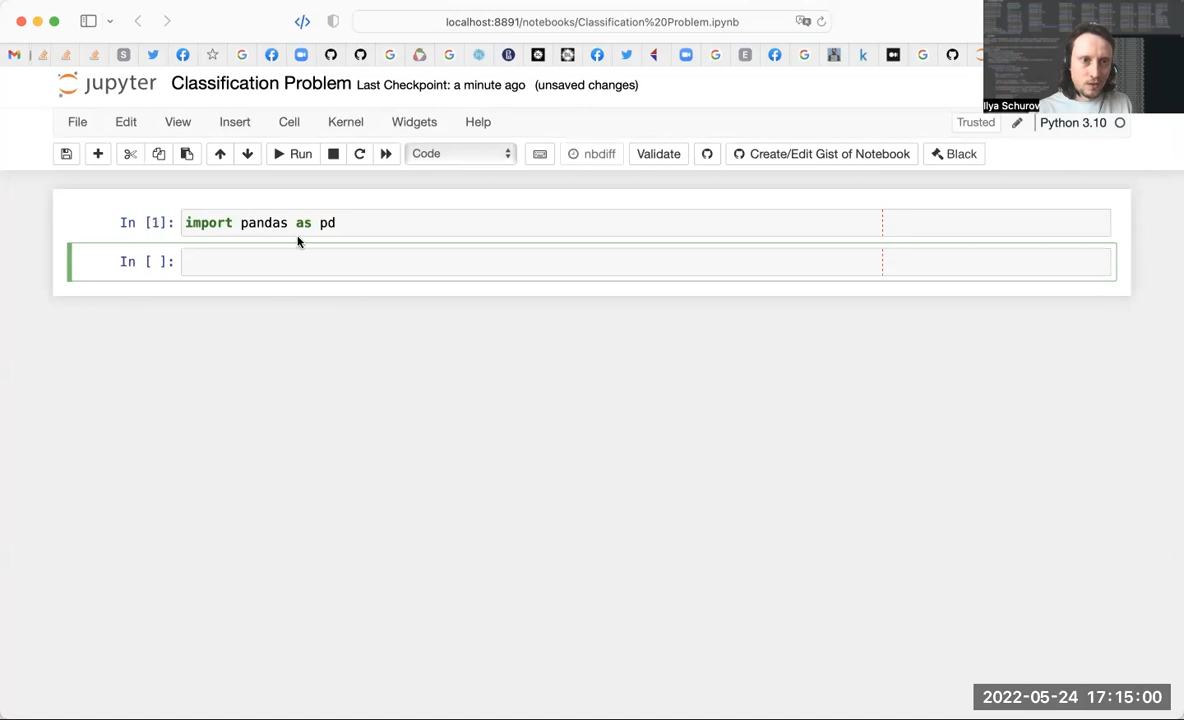 localhost:8891/notebooks/Classification%20Problem.ipynb
jupyter Classification Problem Last Checkpoint: a minute ago (unsaved changes)
Ilya Schurov
File Edit View Insert Cell Kernel Widgets Help Trusted Python 3.10
Run Code nbdiff Validate Create/Edit Gist of Notebook Black
In [1]: import pandas as pd
In [ ]:
2022-05-24 17:15:00